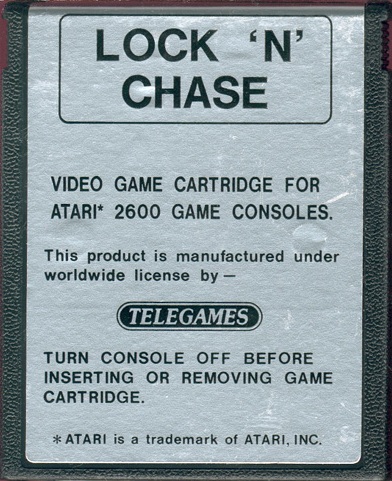 LOCK 'N'
CHASE
VIDEO GAME CARTRIDGE FOR
ATARI* 2600 GAME CONSOLES.
This product is manufactured under
worldwide license by —
TELEGAMES
TURN CONSOLE OFF BEFORE
INSERTING OR REMOVING GAME
CARTRIDGE.
* ATARI is a trademark of ATARI, INC.